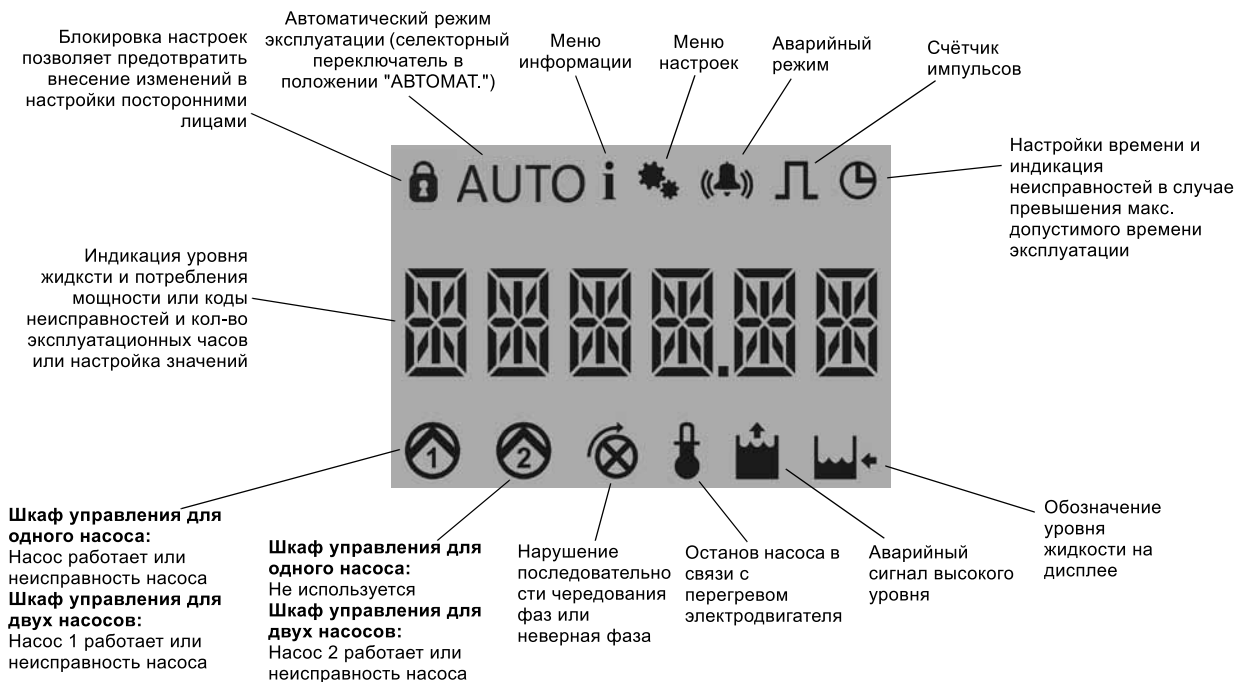 Блокировка настроек
позволяет предотвратить
внесение изменений в
настройки посторонними
лицами
Автоматический режим
эксплуатации (селекторный
переключатель в
положении "АВТОМАТ.")
Меню
информации
Меню
настроек
Аварийный
режим
Счётчик
импульсов
Настройки времени и
индикация
неисправностей в случае
превышения макс.
допустимого времени
эксплуатации
AUTO i
Индикация уровня
жидксти и потребления
мощности или коды
неисправностей и кол-во
эксплуатационных часов
или настройка значений
1
2
Шкаф управления для
одного насоса:
Насос работает или
неисправность насоса
Шкаф управления для
двух насосов:
Насос 1 работает или
неисправность насоса
Шкаф управления для
одного насоса:
Не используется
Шкаф управления для
двух насосов:
Насос 2 работает или
неисправность насоса
Нарушение
последовательно
сти чередования
фаз или
неверная фаза
Останов насоса в
связи с
перегревом
электродвигателя
Аварийный
сигнал высокого
уровня
Обозначение
уровня
жидкости на
дисплее